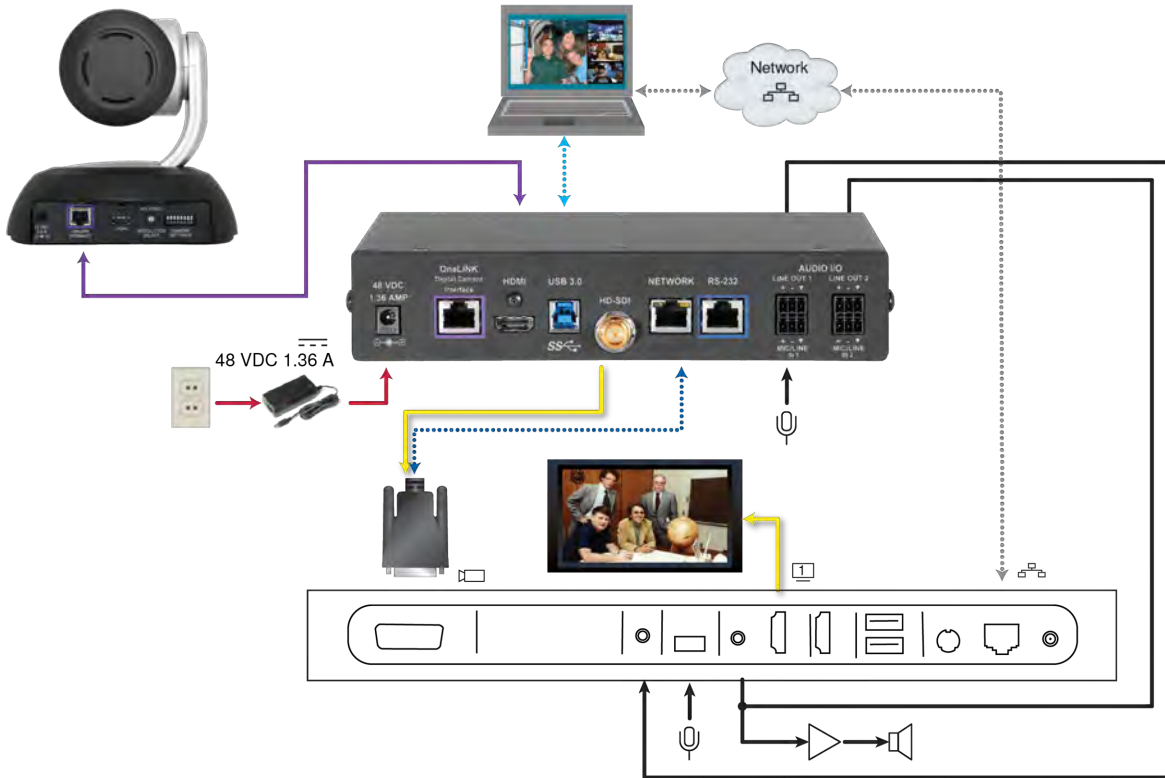 Network
OneLINK
Digital Camera
Interface
48 VDC
1.36 AMP
HDMI
USB 3.0
HD-SDI
NETWORK
RS-232
AUDIO I/O
LINE OUT 1
LINE OUT 2
+ - ▼
+ - ▼
+ - ▼
+ - ▼
MIC/LINE
IN 1
MIC/LINE
IN 2
SS
48 VDC 1.36 A
1